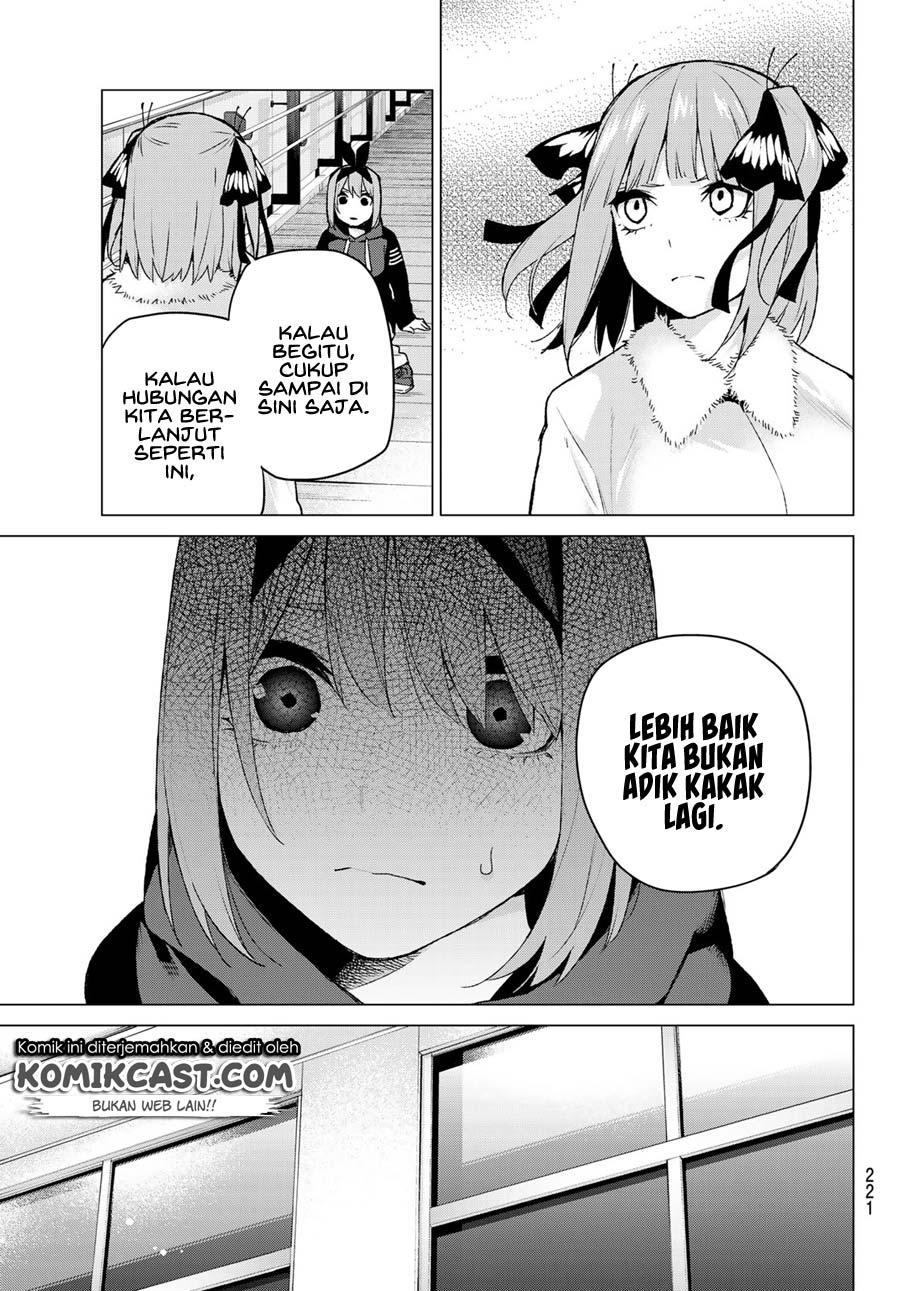 KALAU
BEGITU,
CUKUP
SAMPAI DI
SINI SAJA.
KALAU
HUBUNGAN
KITA BER-
LANJUT
SEPERTI
INI,
LEBIH BAIK
KITA BUKAN
ADIK KAKAK
LAGI.
Komik ini diterjemahkan & diedit oleh
KOMIKCAST.COM
BUKAN WEB LAIN!!
221